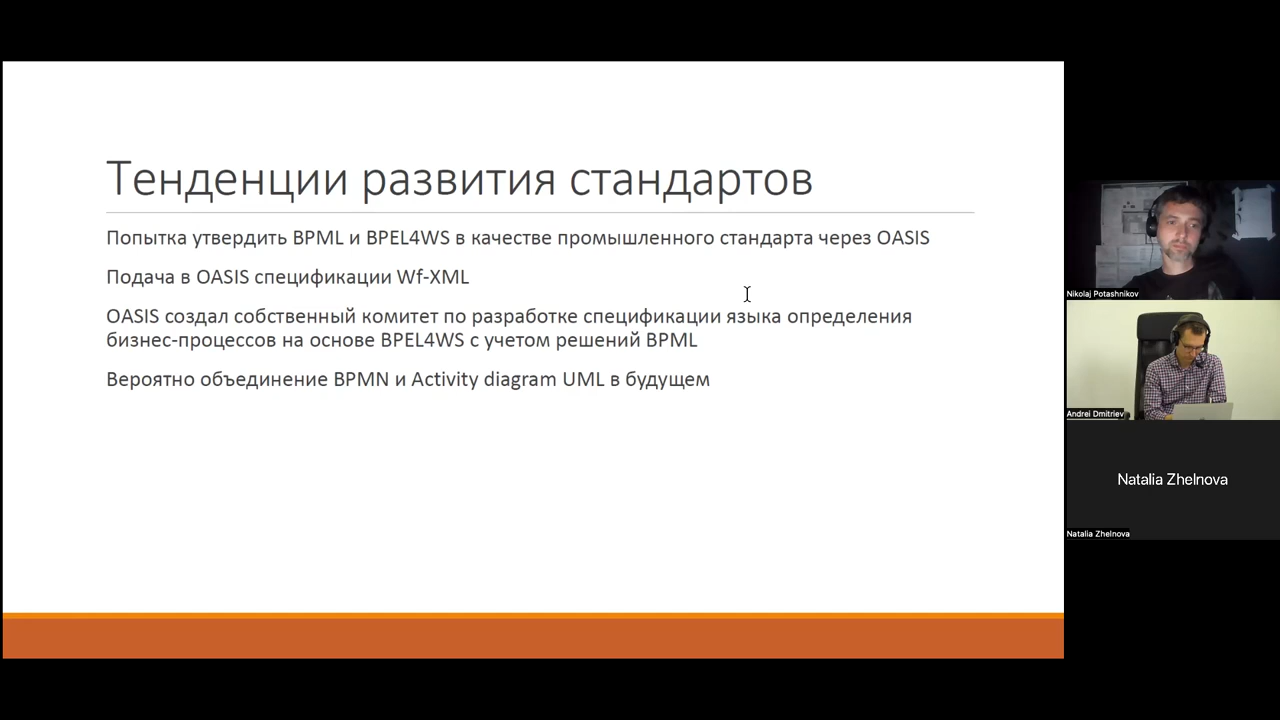 Тенденции развития стандартов
Попытка утвердить BPML и BPEL4WS в качестве промышленного стандарта через OASIS
Подача в OASIS спецификации Wf-XML
OASIS создал собственный комитет по разработке спецификации языка определения
бизнес-процессов на основе BPEL4WS с учетом решений BPML
Вероятно объединение BPMN и Activity diagram UML в будущем
Nikolaj Potashnikov
Andrei Dmitriev
Natalia Zhelnova
Natalia Zhelnova